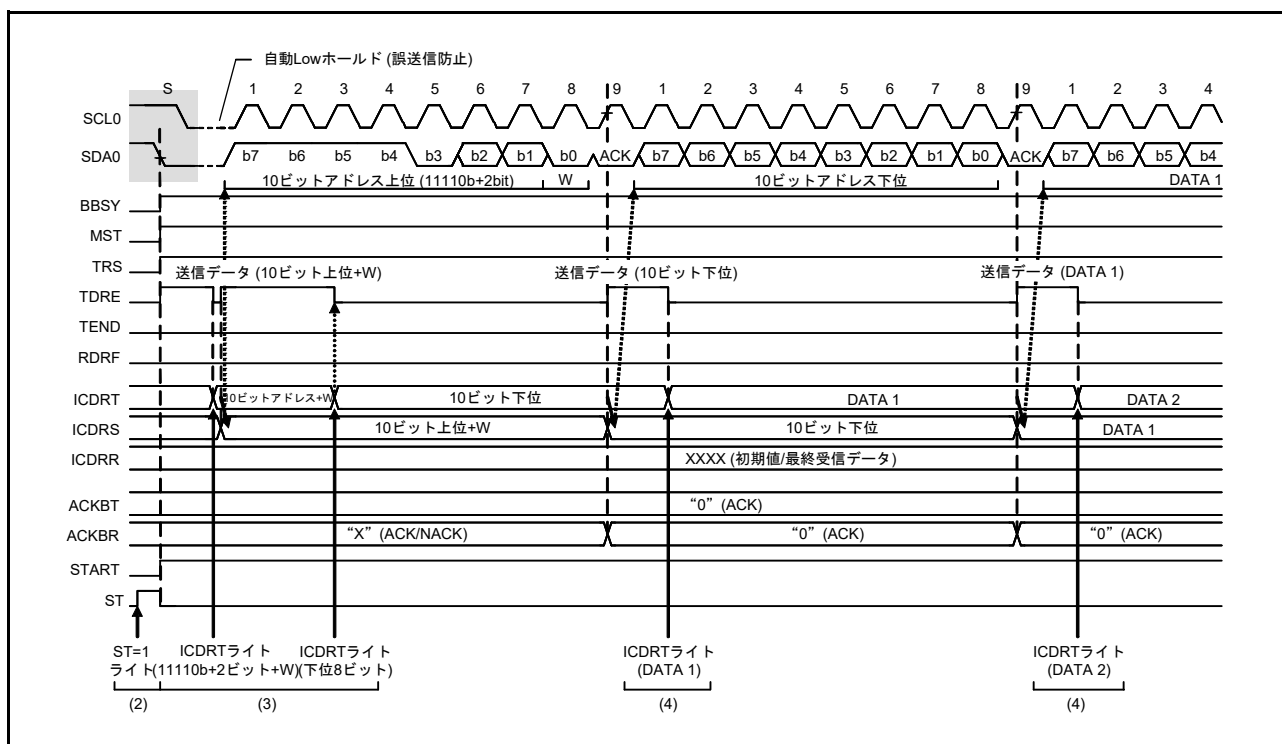 自動Lowホールド (誤送信防止)
S 1 2 3 4 5 6 7 8 9 1 2 3 4 5 6 7 8 9 1 2 3 4
SCL0
SDA0 b7 b6 b5 b4 b3 b2 b1 b0 ACK b7 b6 b5 b4 b3 b2 b1 b0 ACK b7 b6 b5 b4
10ビットアドレス上位 (11110b+2bit) W 10ビットアドレス下位 DATA 1
BBSY
MST
TRS
送信データ (10ビット上位+W) 送信データ (10ビット下位) 送信データ (DATA 1)
TDRE
TEND
RDRF
ICDRT 10ビットアドレス+W 10ビット下位 DATA 1 DATA 2
ICDRS 10ビット上位+W 10ビット下位 DATA 1
ICDRR XXXX (初期値/最終受信データ)
ACKBT “0” (ACK)
ACKBR “X” (ACK/NACK) “0” (ACK) “0” (ACK)
START
ST
ST=1 ICDRTライト ICDRTライト ICDRTライト ICDRTライト
ライト (11110b+2ビット+W) (下位8ビット) (DATA 1) (DATA 2)
(2) (3) (4) (4)